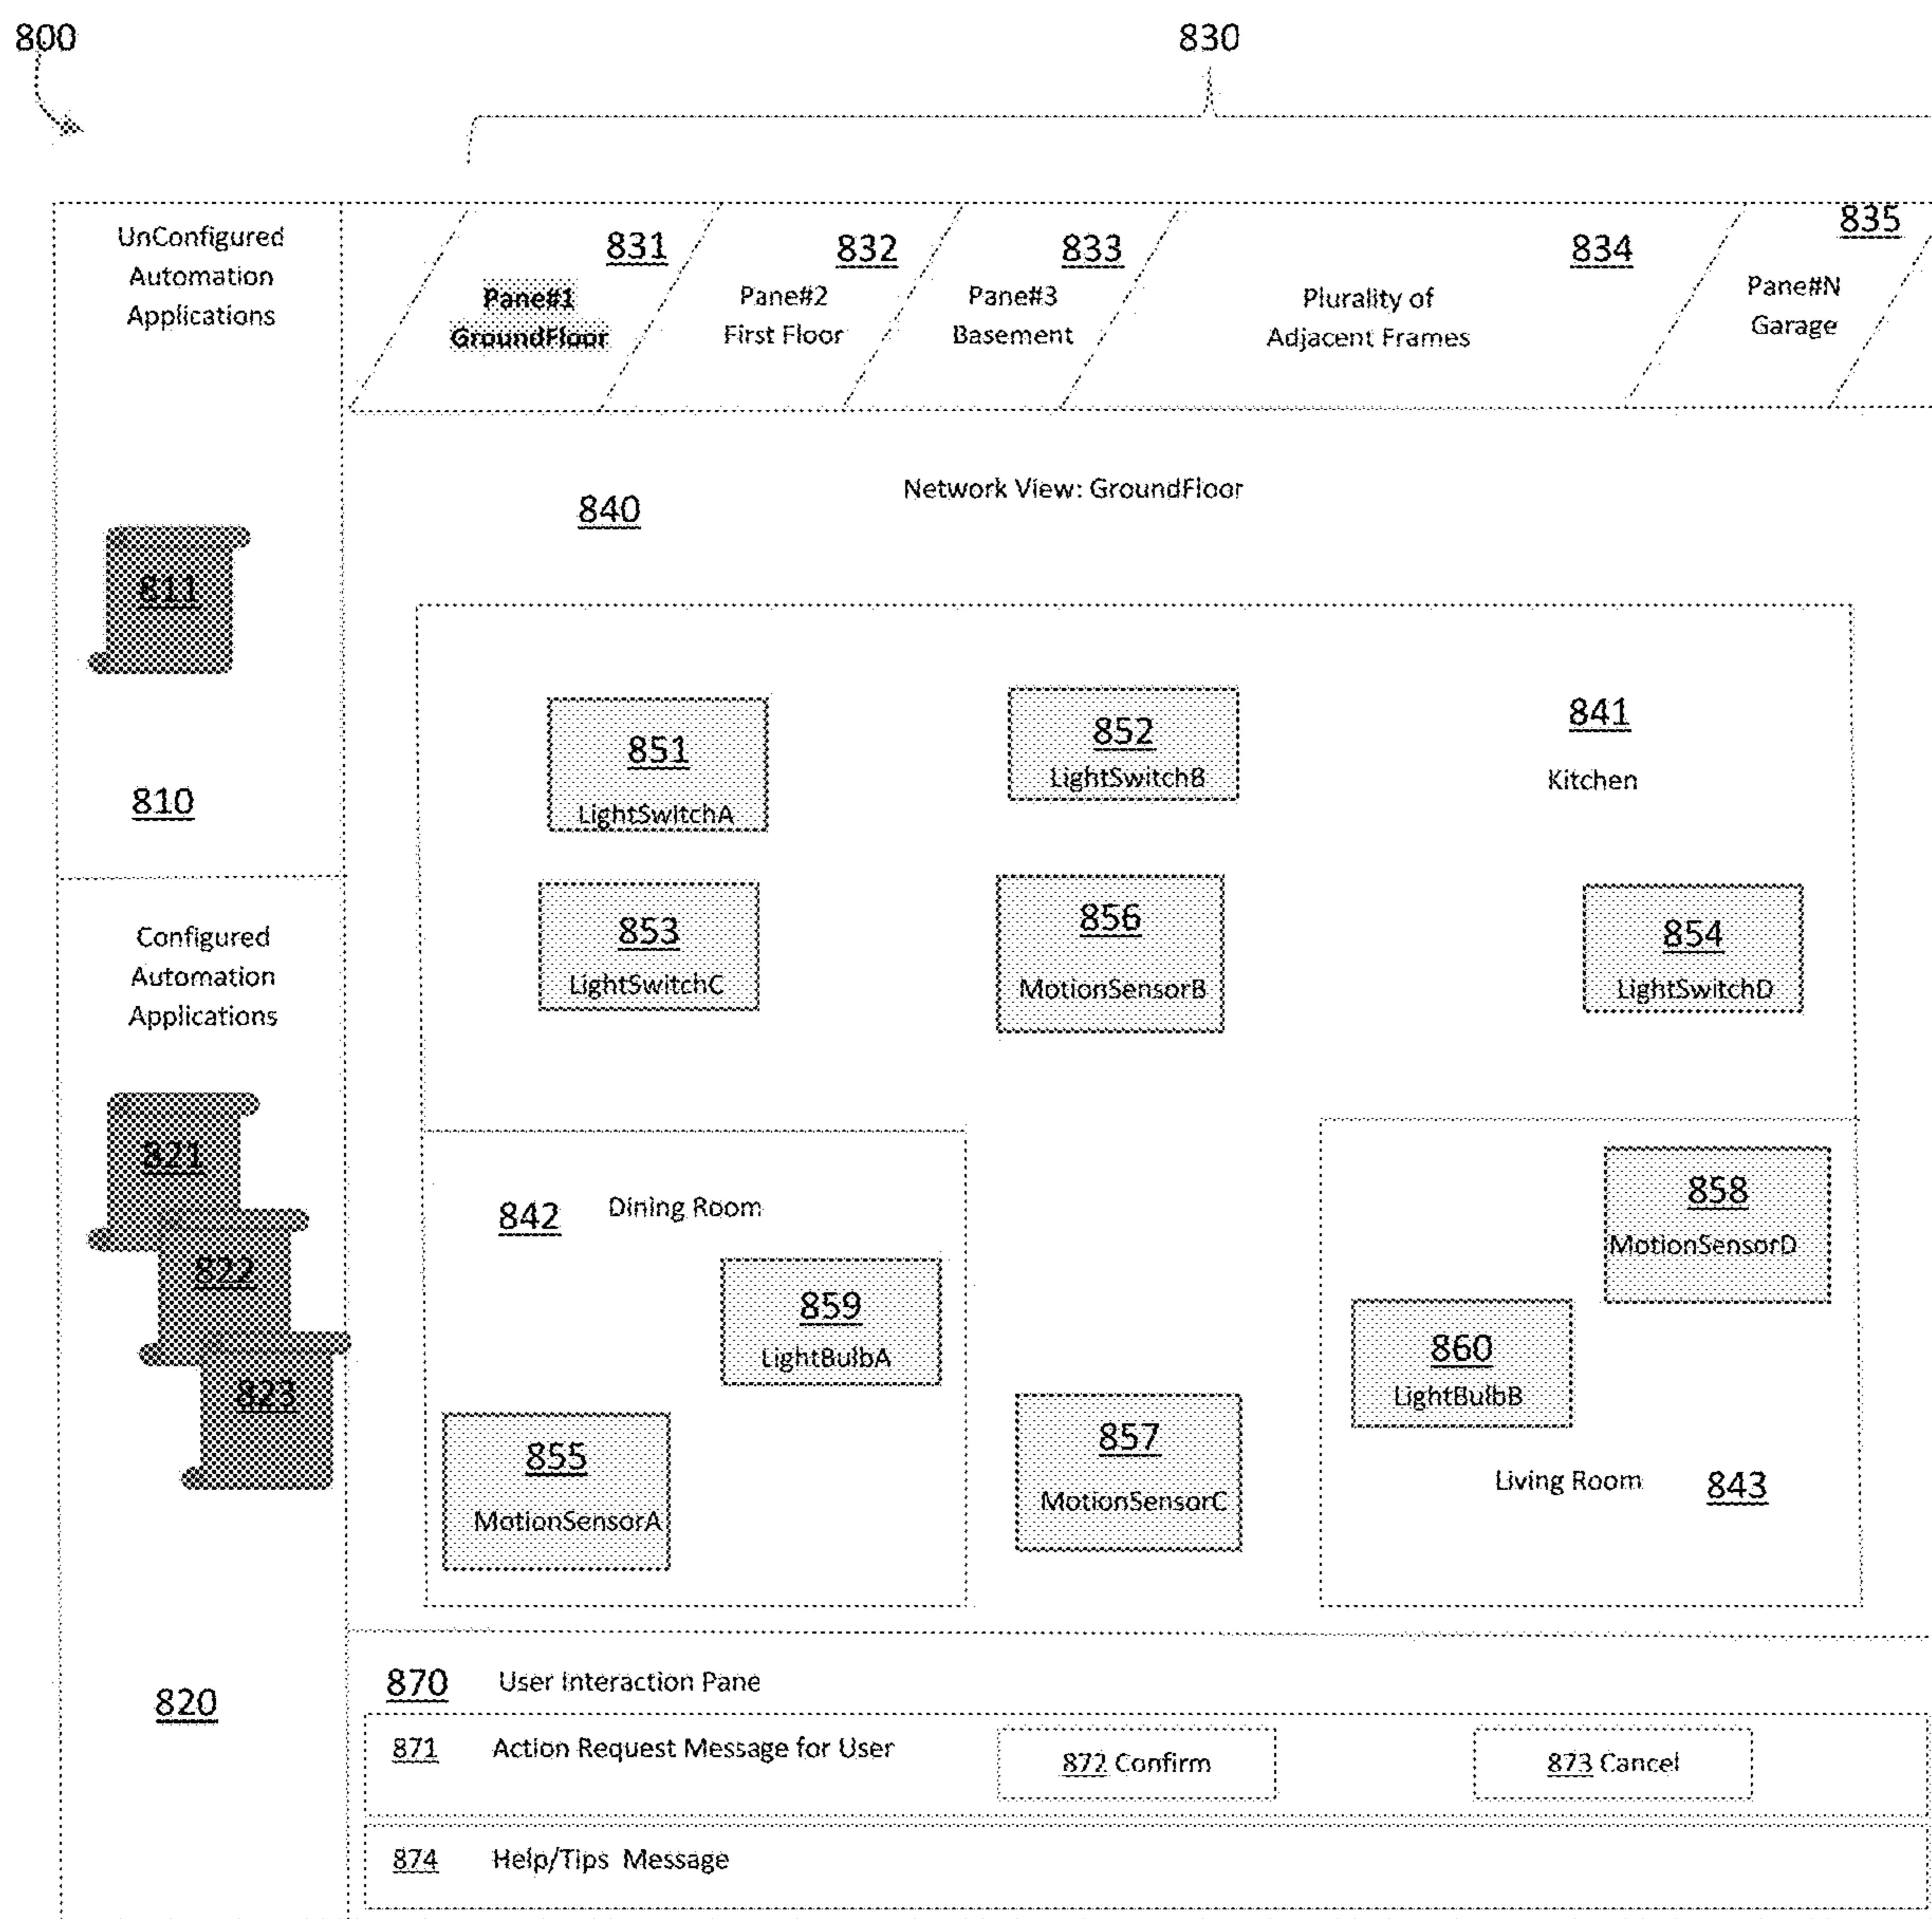 800
830
UnConfigured
Automation
Applications
831
Pane#1
GroundFloor
832
Pane#2
First Floor
833
Pane#3
Basement
834
Plurality of
Adjacent Frames
835
Pane#N
Garage
811
810
Configured
Automation
Applications
821
822
823
820
840
Network View: GroundFloor
851
LightSwitchA
852
LightSwitchB
841
Kitchen
853
LightSwitchC
856
MotionSensorB
854
LightSwitchD
842 Dining Room
859
LightBulbA
855
MotionSensorA
857
MotionSensorC
858
MotionSensorD
860
LightBulbB
Living Room 843
870 User Interaction Pane
871 Action Request Message for User
872 Confirm
873 Cancel
874 Help/Tips Message